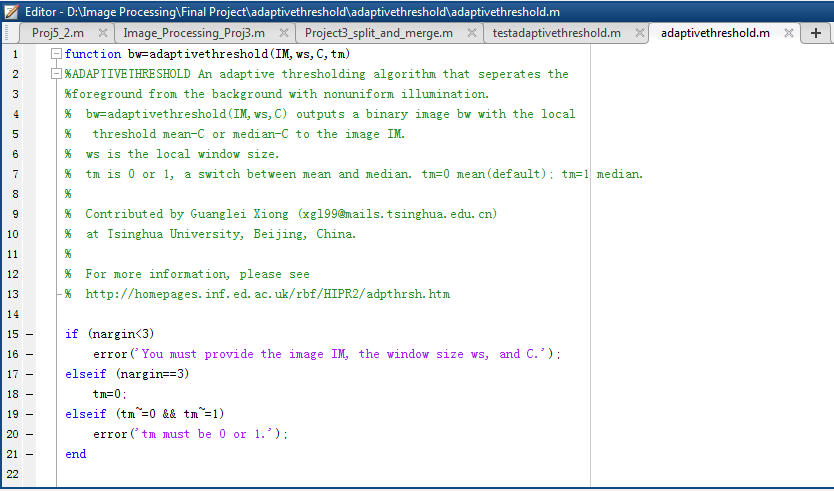 Editor - D:\Image Processing\Final Project\adaptivethreshold\adaptivethreshold\adaptivethreshold.m
Proj5_2.m Image_Processing_Proj3.m Project3_split_and_merge.m testadaptivethreshold.m adaptivethreshold.m
1 function bw=adaptivethreshold(IM,ws,C,tm)
2 %ADAPTIVETHRESHOLD An adaptive thresholding algorithm that seperates the
3 %foreground from the background with nonuniform illumination.
4 %  bw=adaptivethreshold(IM,ws,C) outputs a binary image bw with the local
5 %   threshold mean-C or median-C to the image IM.
6 %  ws is the local window size.
7 %  tm is 0 or 1, a switch between mean and median. tm=0 mean(default); tm=1 median.
8 %
9 %  Contributed by Guanglei Xiong (xgl99@mails.tsinghua.edu.cn)
10 %  at Tsinghua University, Beijing, China.
11 %
12 %  For more information, please see
13 %  http://homepages.inf.ed.ac.uk/rbf/HIPR2/adpthrsh.htm
14
15 – if (nargin<3)
16 –     error('You must provide the image IM, the window size ws, and C.');
17 – elseif (nargin==3)
18 –     tm=0;
19 – elseif (tm~=0 && tm~=1)
20 –     error('tm must be 0 or 1.');
21 – end
22